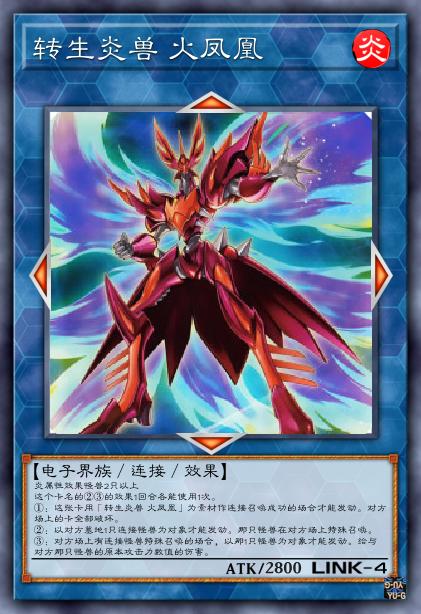 转生炎兽 火凤凰
炎
【电子界族／连接／效果】
炎属性效果怪兽2只以上
这个卡名的②③的效果1回合各能使用1次。
①：这张卡用「转生炎兽 火凤凰」为素材作连接召唤成功的场合才能发动。对方
场上的卡全部破坏。
②：以对方墓地1只连接怪兽为对象才能发动。那只怪兽在对方场上特殊召唤。
③：对方场上有连接怪兽特殊召唤的场合，以那1只怪兽为对象才能发动。给与
对方那只怪兽的原本攻击力数值的伤害。
ATK/2800 LINK-4
YU-G
YU-G